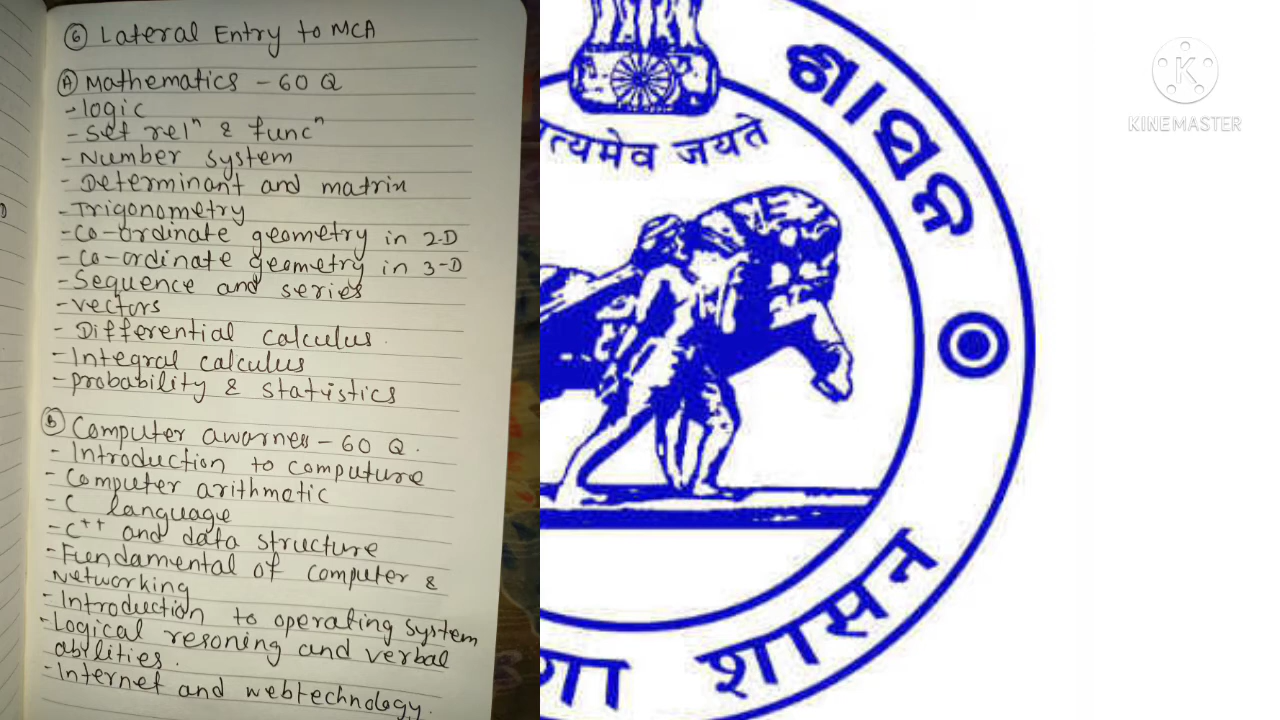 6 Lateral Entry to MCA
A Mathematics - 60 Q
- logic
- set relⁿ & funcⁿ
- Number system
- Determinant and matrix
- Trigonometry
- Co-ordinate geometry in 2-D
- Co-ordinate geometry in 3-D
- Sequence and series
- vectors
- Differential calculus.
- Integral calculus
- probability & statistics
B Computer awarness - 60 Q.
- Introduction to computure
- Computer arithmatic
- C language
- C++ and data structure
- Fundamental of computer &
Networking
- Introduction to operating system
- Logical resoning and verbal
abilities.
- Internet and webtechnology.
सत्यमेव जयते
ଶାସନ
शासन
K
KINEMASTER